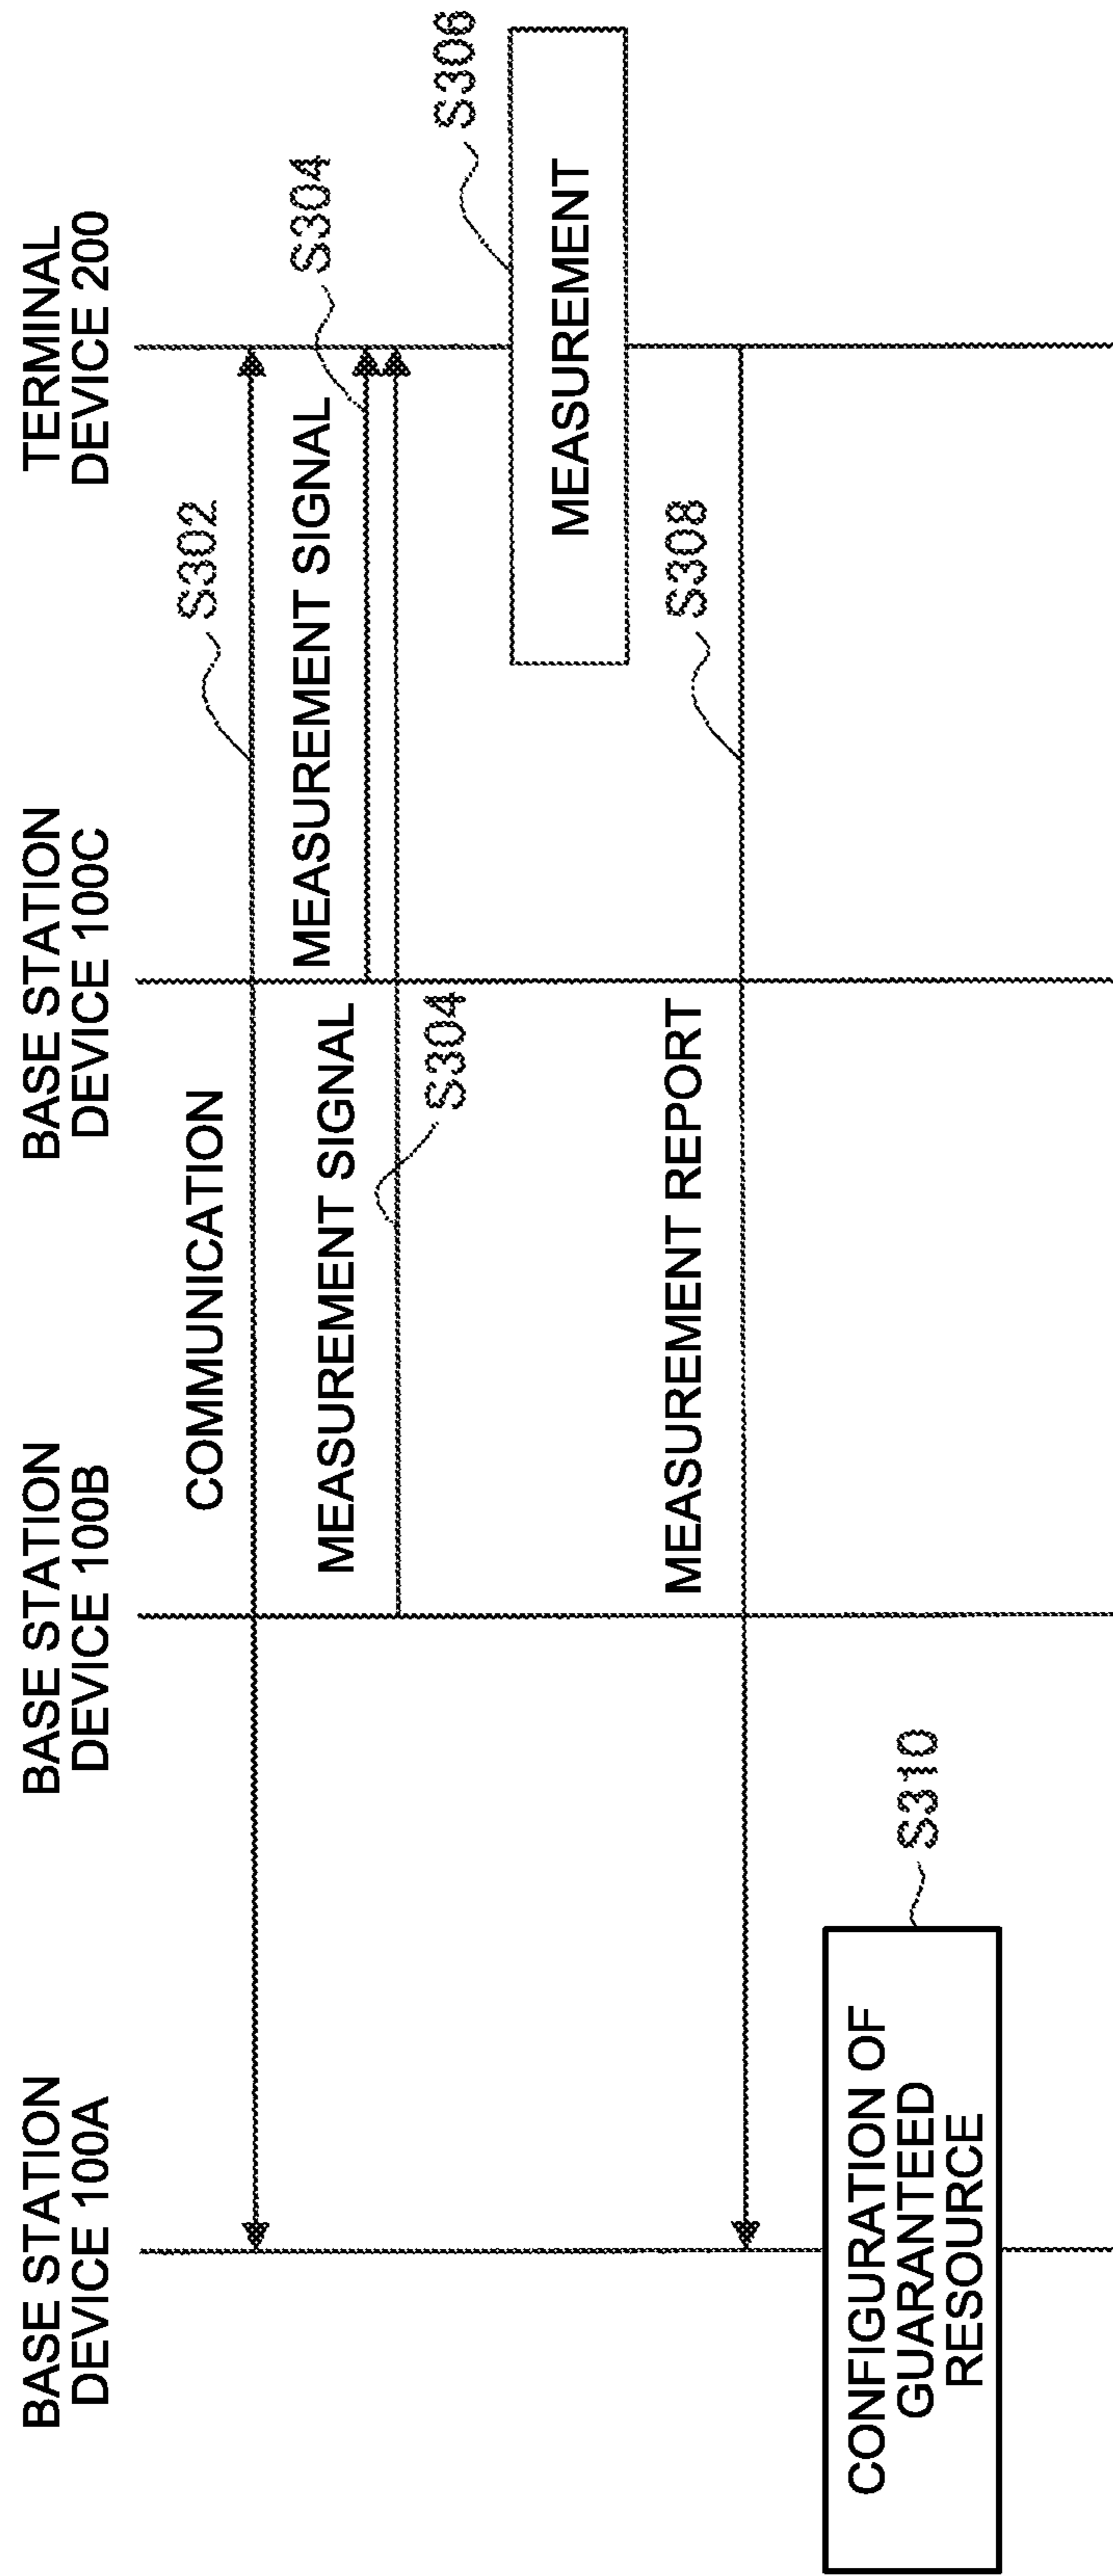 BASE STATION
DEVICE 100A
BASE STATION
DEVICE 100B
BASE STATION
DEVICE 100C
TERMINAL
DEVICE 200
COMMUNICATION
S302
MEASUREMENT SIGNAL
S304
MEASUREMENT SIGNAL
S304
MEASUREMENT
S306
MEASUREMENT REPORT
S308
CONFIGURATION OF
GUARANTEED
RESOURCE
S310